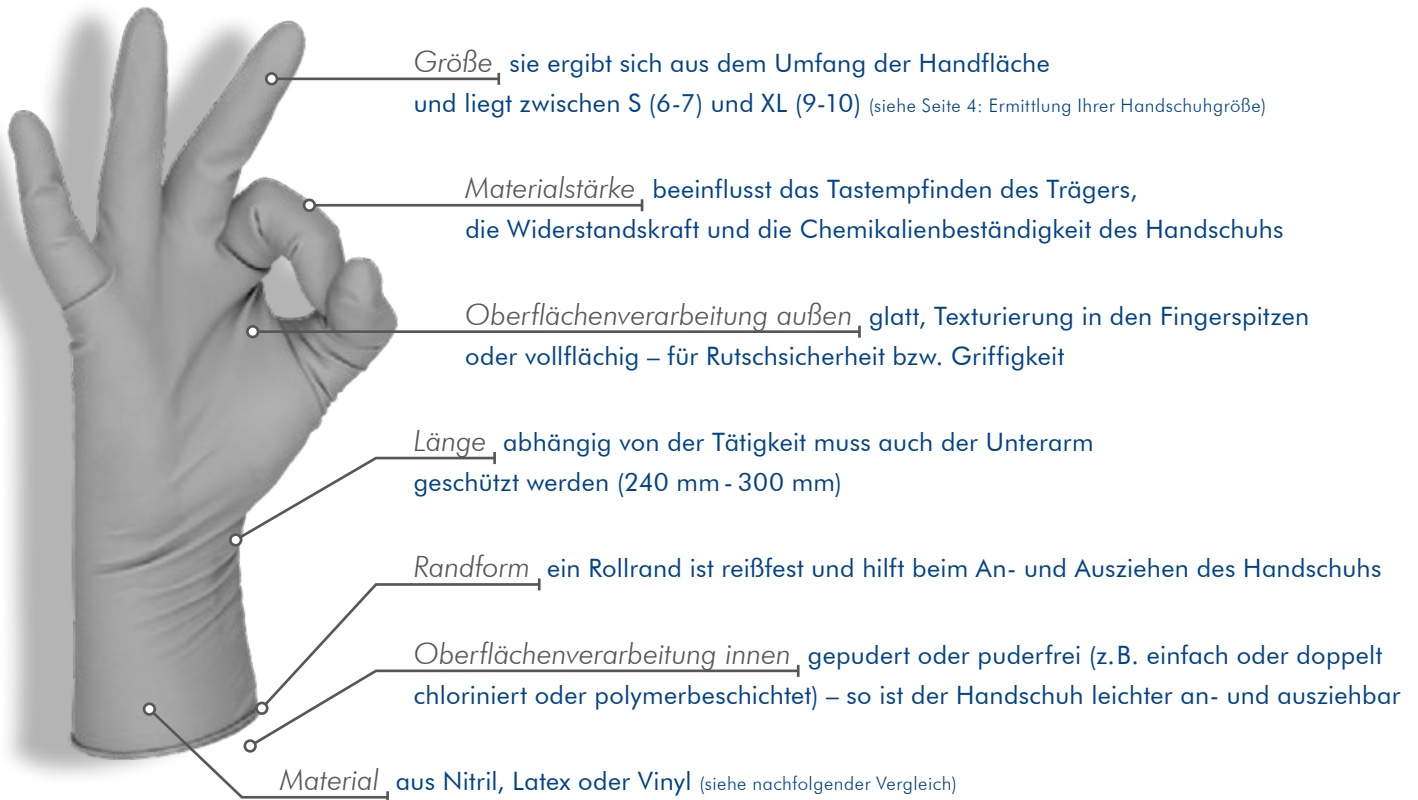 Größe sie ergibt sich aus dem Umfang der Handfläche
und liegt zwischen S (6-7) und XL (9-10) (siehe Seite 4: Ermittlung Ihrer Handschuhgröße)
Materialstärke beeinflusst das Tastempfinden des Trägers,
die Widerstandskraft und die Chemikalienbeständigkeit des Handschuhs
Oberflächenverarbeitung außen glatt, Texturierung in den Fingerspitzen
oder vollflächig – für Rutschsicherheit bzw. Griffigkeit
Länge abhängig von der Tätigkeit muss auch der Unterarm
geschützt werden (240 mm - 300 mm)
Randform ein Rollrand ist reißfest und hilft beim An- und Ausziehen des Handschuhs
Oberflächenverarbeitung innen gepudert oder puderfrei (z.B. einfach oder doppelt
chloriniert oder polymerbeschichtet) – so ist der Handschuh leichter an- und ausziehbar
Material aus Nitril, Latex oder Vinyl (siehe nachfolgender Vergleich)